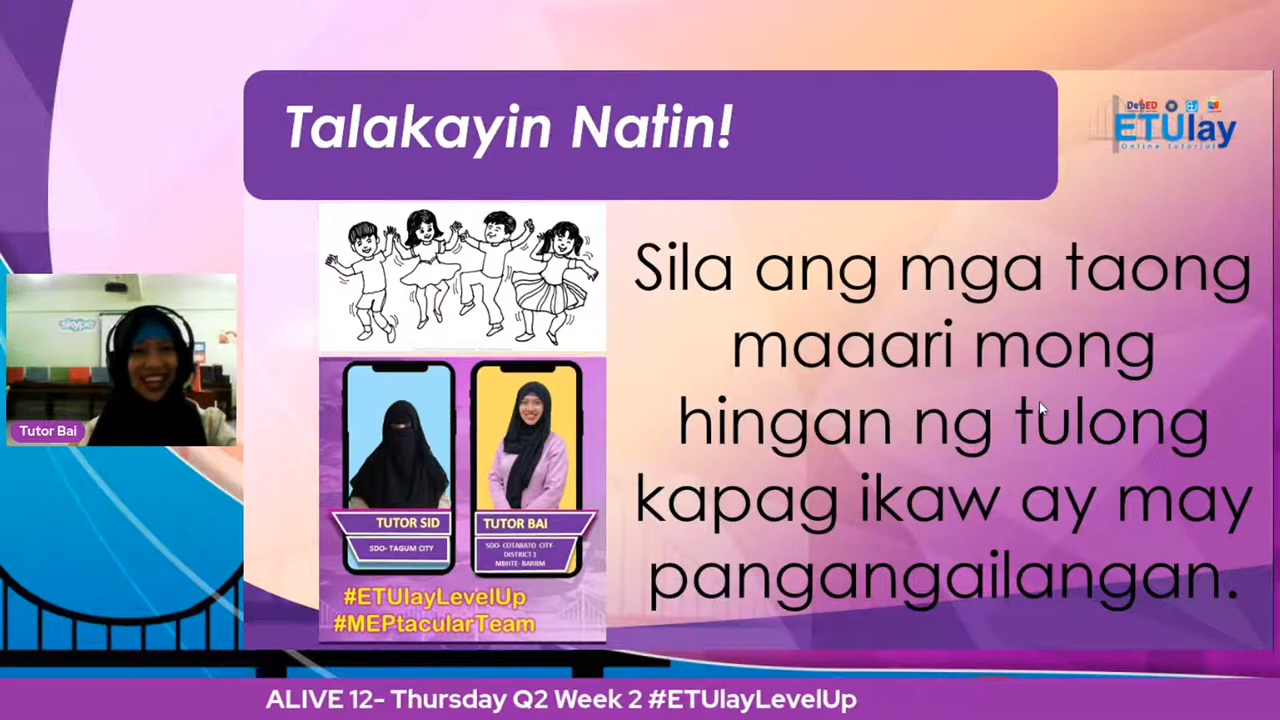 Talakayin Natin!
DepED
ETUlay
Online Tutorial
Sila ang mga taong
maaari mong
hingan ng tulong
kapag ikaw ay may
pangangailangan.
skype
Tutor Bai
TUTOR SID
SDO- TAGUM CITY
TUTOR BAI
SDO- COTABATO CITY-
DISTRICT 1
MBHTE- BARMM
#ETUlayLevelUp
#MEPtacularTeam
ALIVE 12- Thursday Q2 Week 2 #ETUlayLevelUp